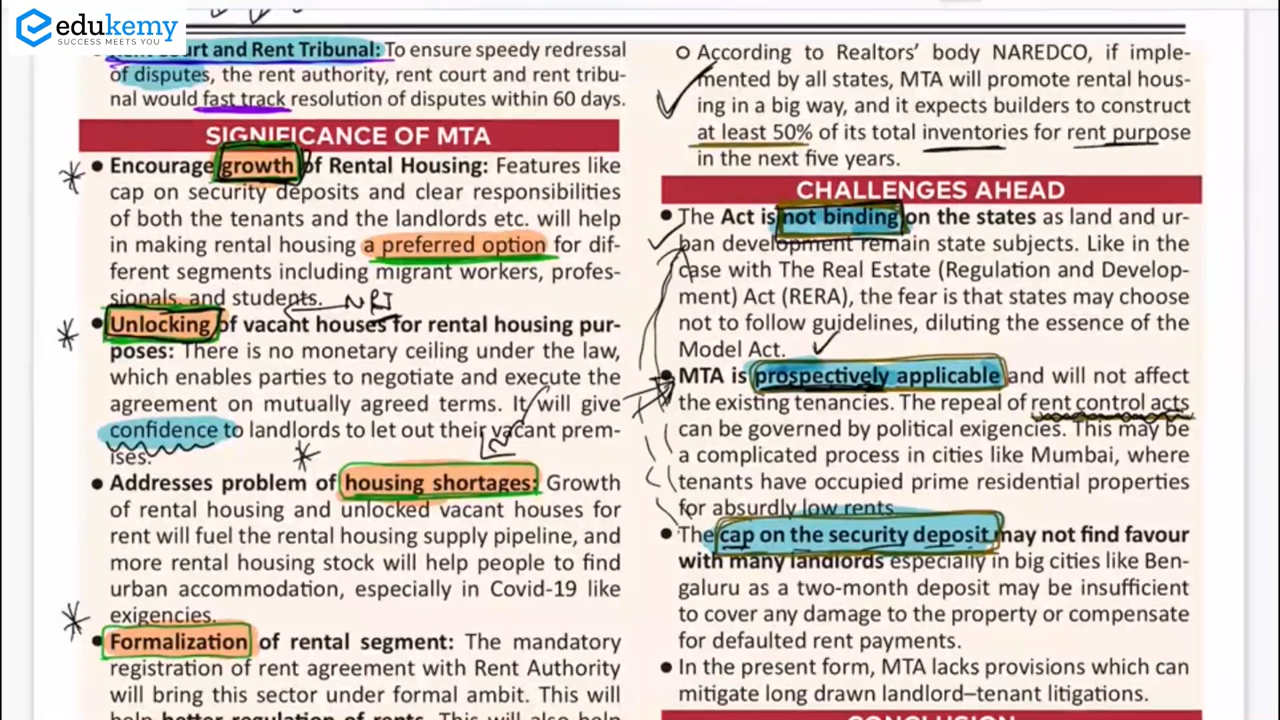 edukemy
SUCCESS MEETS YOU
Court and Rent Tribunal: To ensure speedy redressal
of disputes, the rent authority, rent court and rent tribu-
nal would fast track resolution of disputes within 60 days.
SIGNIFICANCE OF MTA
• Encourage growth of Rental Housing: Features like
cap on security deposits and clear responsibilities
of both the tenants and the landlords etc. will help
in making rental housing a preferred option for dif-
ferent segments including migrant workers, profes-
sionals, and students. NRI
• Unlocking of vacant houses for rental housing pur-
poses: There is no monetary ceiling under the law,
which enables parties to negotiate and execute the
agreement on mutually agreed terms. It will give
confidence to landlords to let out their vacant prem-
ises.
• Addresses problem of housing shortages: Growth
of rental housing and unlocked vacant houses for
rent will fuel the rental housing supply pipeline, and
more rental housing stock will help people to find
urban accommodation, especially in Covid-19 like
exigencies.
• Formalization of rental segment: The mandatory
registration of rent agreement with Rent Authority
will bring this sector under formal ambit. This will
help better regulation of rents. This will also help
o According to Realtors' body NAREDCO, if imple-
mented by all states, MTA will promote rental hous-
ing in a big way, and it expects builders to construct
at least 50% of its total inventories for rent purpose
in the next five years.
CHALLENGES AHEAD
• The Act is not binding on the states as land and ur-
ban development remain state subjects. Like in the
case with The Real Estate (Regulation and Develop-
ment) Act (RERA), the fear is that states may choose
not to follow guidelines, diluting the essence of the
Model Act.
• MTA is prospectively applicable and will not affect
the existing tenancies. The repeal of rent control acts
can be governed by political exigencies. This may be
a complicated process in cities like Mumbai, where
tenants have occupied prime residential properties
for absurdly low rents
• The cap on the security deposit may not find favour
with many landlords especially in big cities like Ben-
galuru as a two-month deposit may be insufficient
to cover any damage to the property or compensate
for defaulted rent payments.
• In the present form, MTA lacks provisions which can
mitigate long drawn landlord–tenant litigations.
CONCLUSION